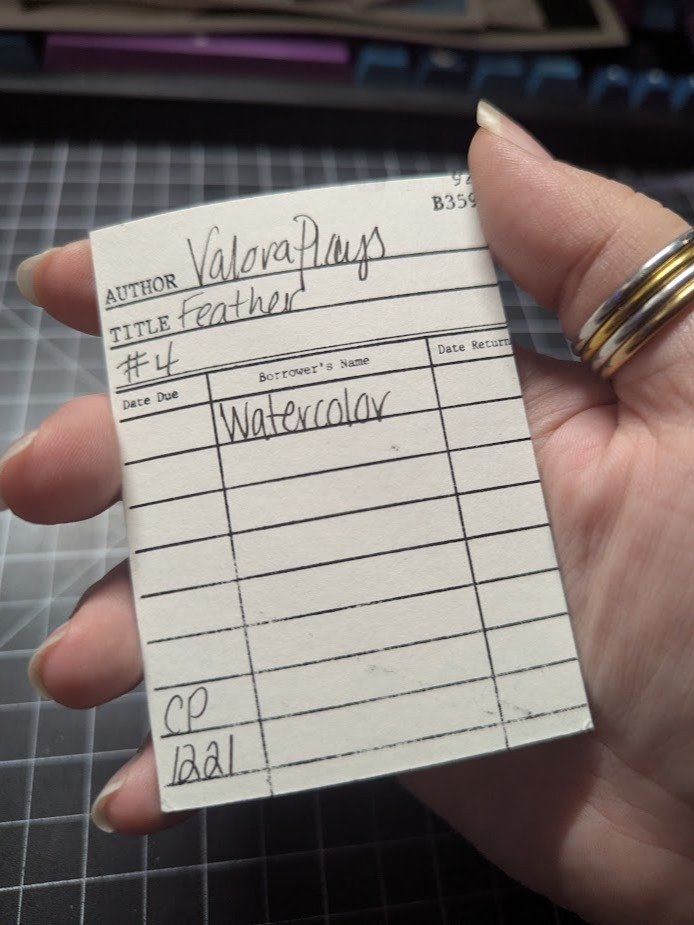 B359
AUTHOR ValoraPlays
TITLE Feather
#4
Date Due Borrower's Name Date Return
Watercolor
CP
1221